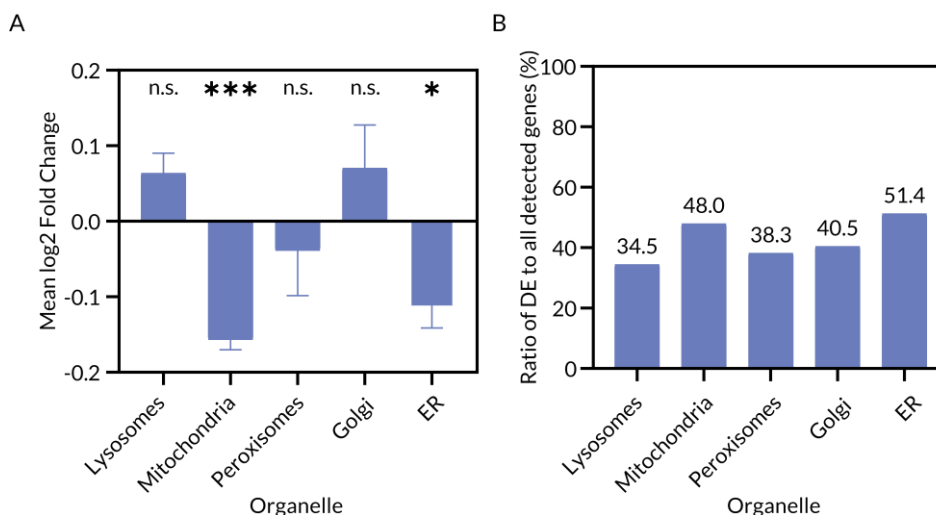 A
Mean log2 Fold Change
0.2
0.1
0.0
-0.1
-0.2
n.s.
***
n.s.
n.s.
*
Lysosomes
Mitochondria
Peroxisomes
Golgi
ER
Organelle
B
Ratio of DE to all detected genes (%)
100
80
60
40
20
0
34.5
48.0
38.3
40.5
51.4
Lysosomes
Mitochondria
Peroxisomes
Golgi
ER
Organelle